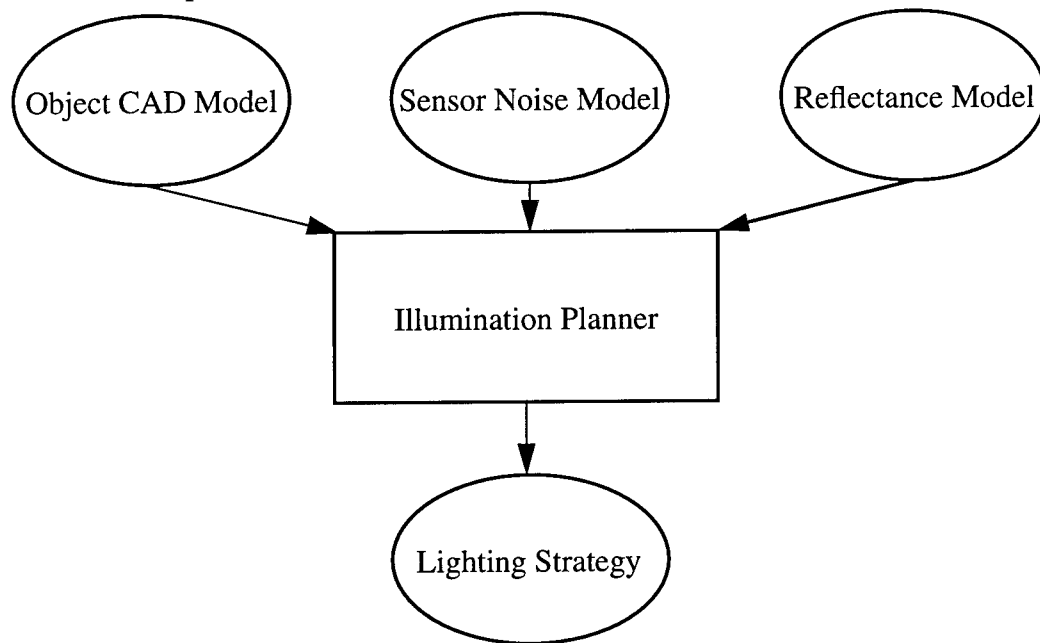 Object CAD Model
Sensor Noise Model
Reflectance Model
Illumination Planner
Lighting Strategy